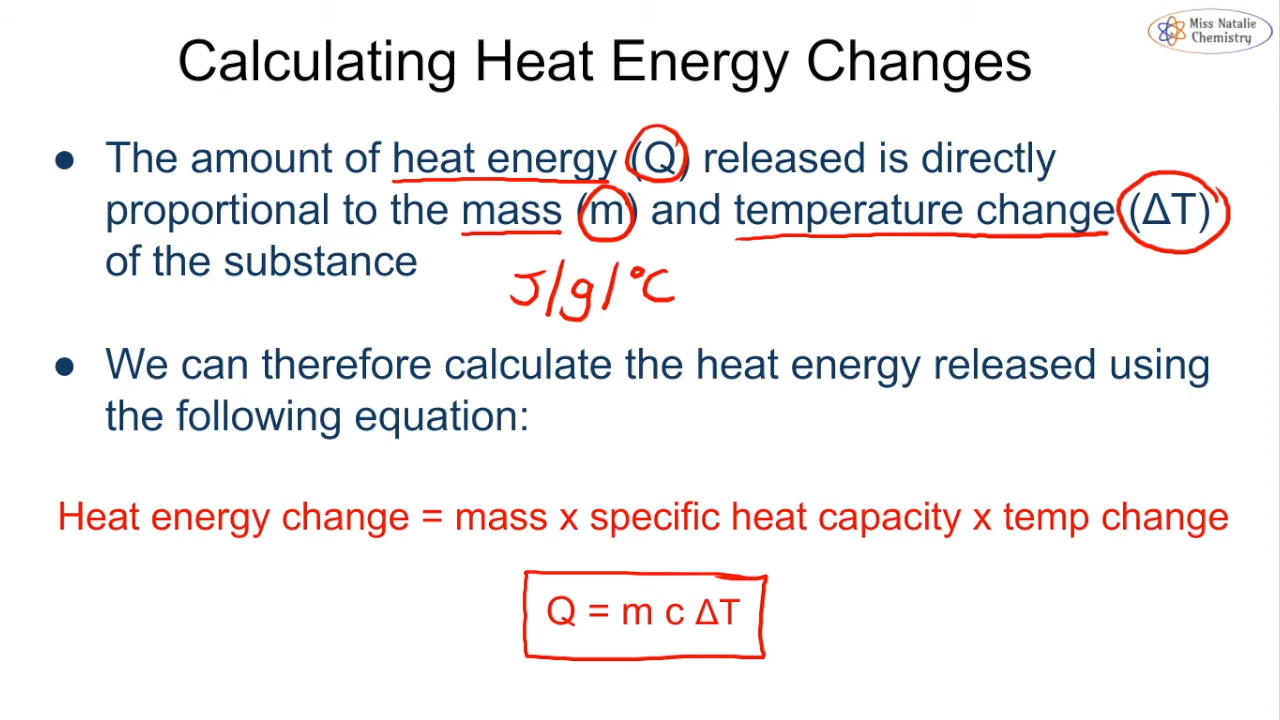 Miss Natalie
Chemistry
Calculating Heat Energy Changes
● The amount of heat energy (Q) released is directly
proportional to the mass (m) and temperature change (ΔT)
of the substance
J/g/°C
● We can therefore calculate the heat energy released using
the following equation:
Heat energy change = mass x specific heat capacity x temp change
Q = m c ΔT